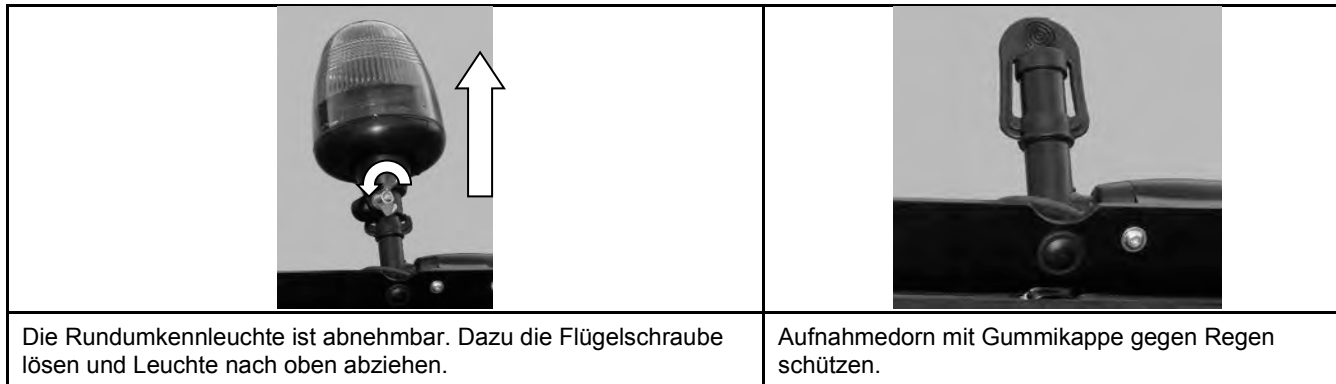 Die Rundumkennleuchte ist abnehmbar. Dazu die Flügelschraube
lösen und Leuchte nach oben abziehen.
Aufnahmedorn mit Gummikappe gegen Regen
schützen.